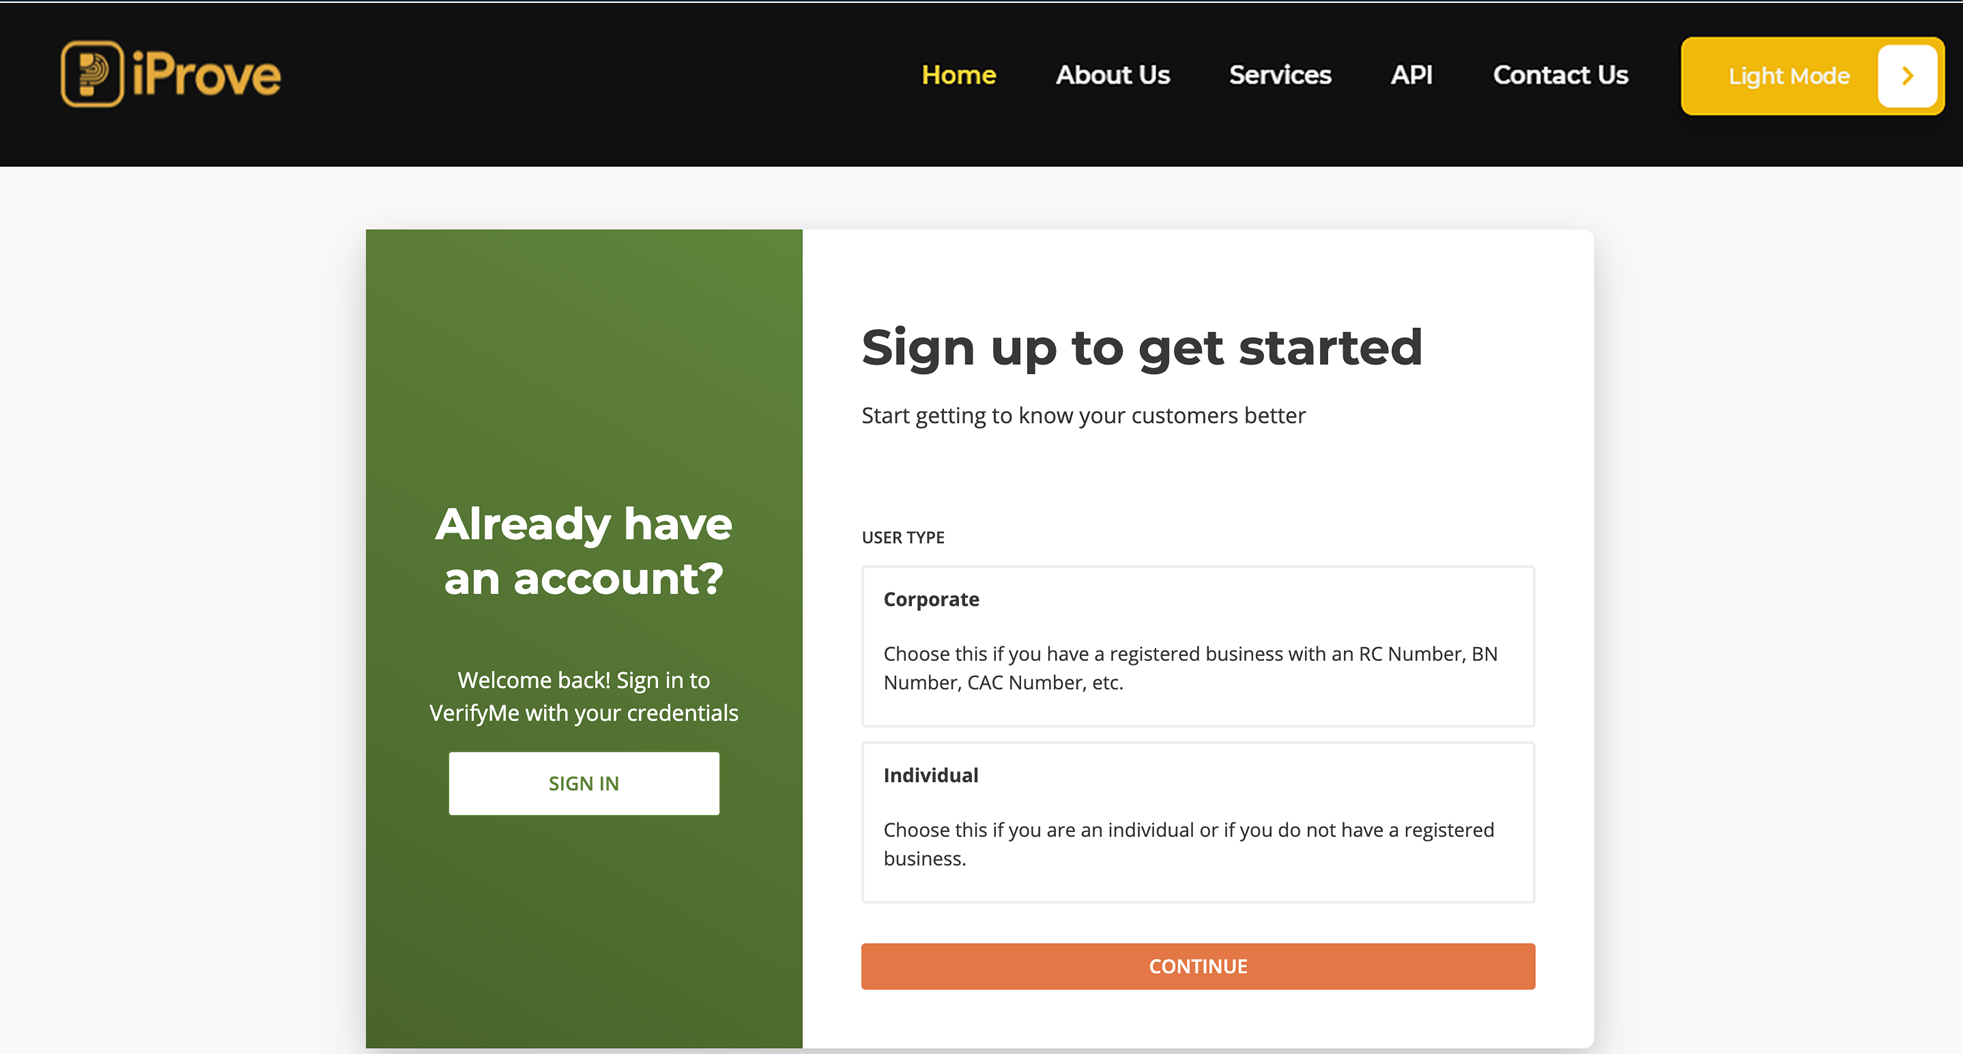 iProve
Home About Us Services API Contact Us Light Mode
Already have
an account?
Welcome back! Sign in to
VerifyMe with your credentials
SIGN IN
Sign up to get started
Start getting to know your customers better
USER TYPE
Corporate
Choose this if you have a registered business with an RC Number, BN
Number, CAC Number, etc.
Individual
Choose this if you are an individual or if you do not have a registered
business.
CONTINUE